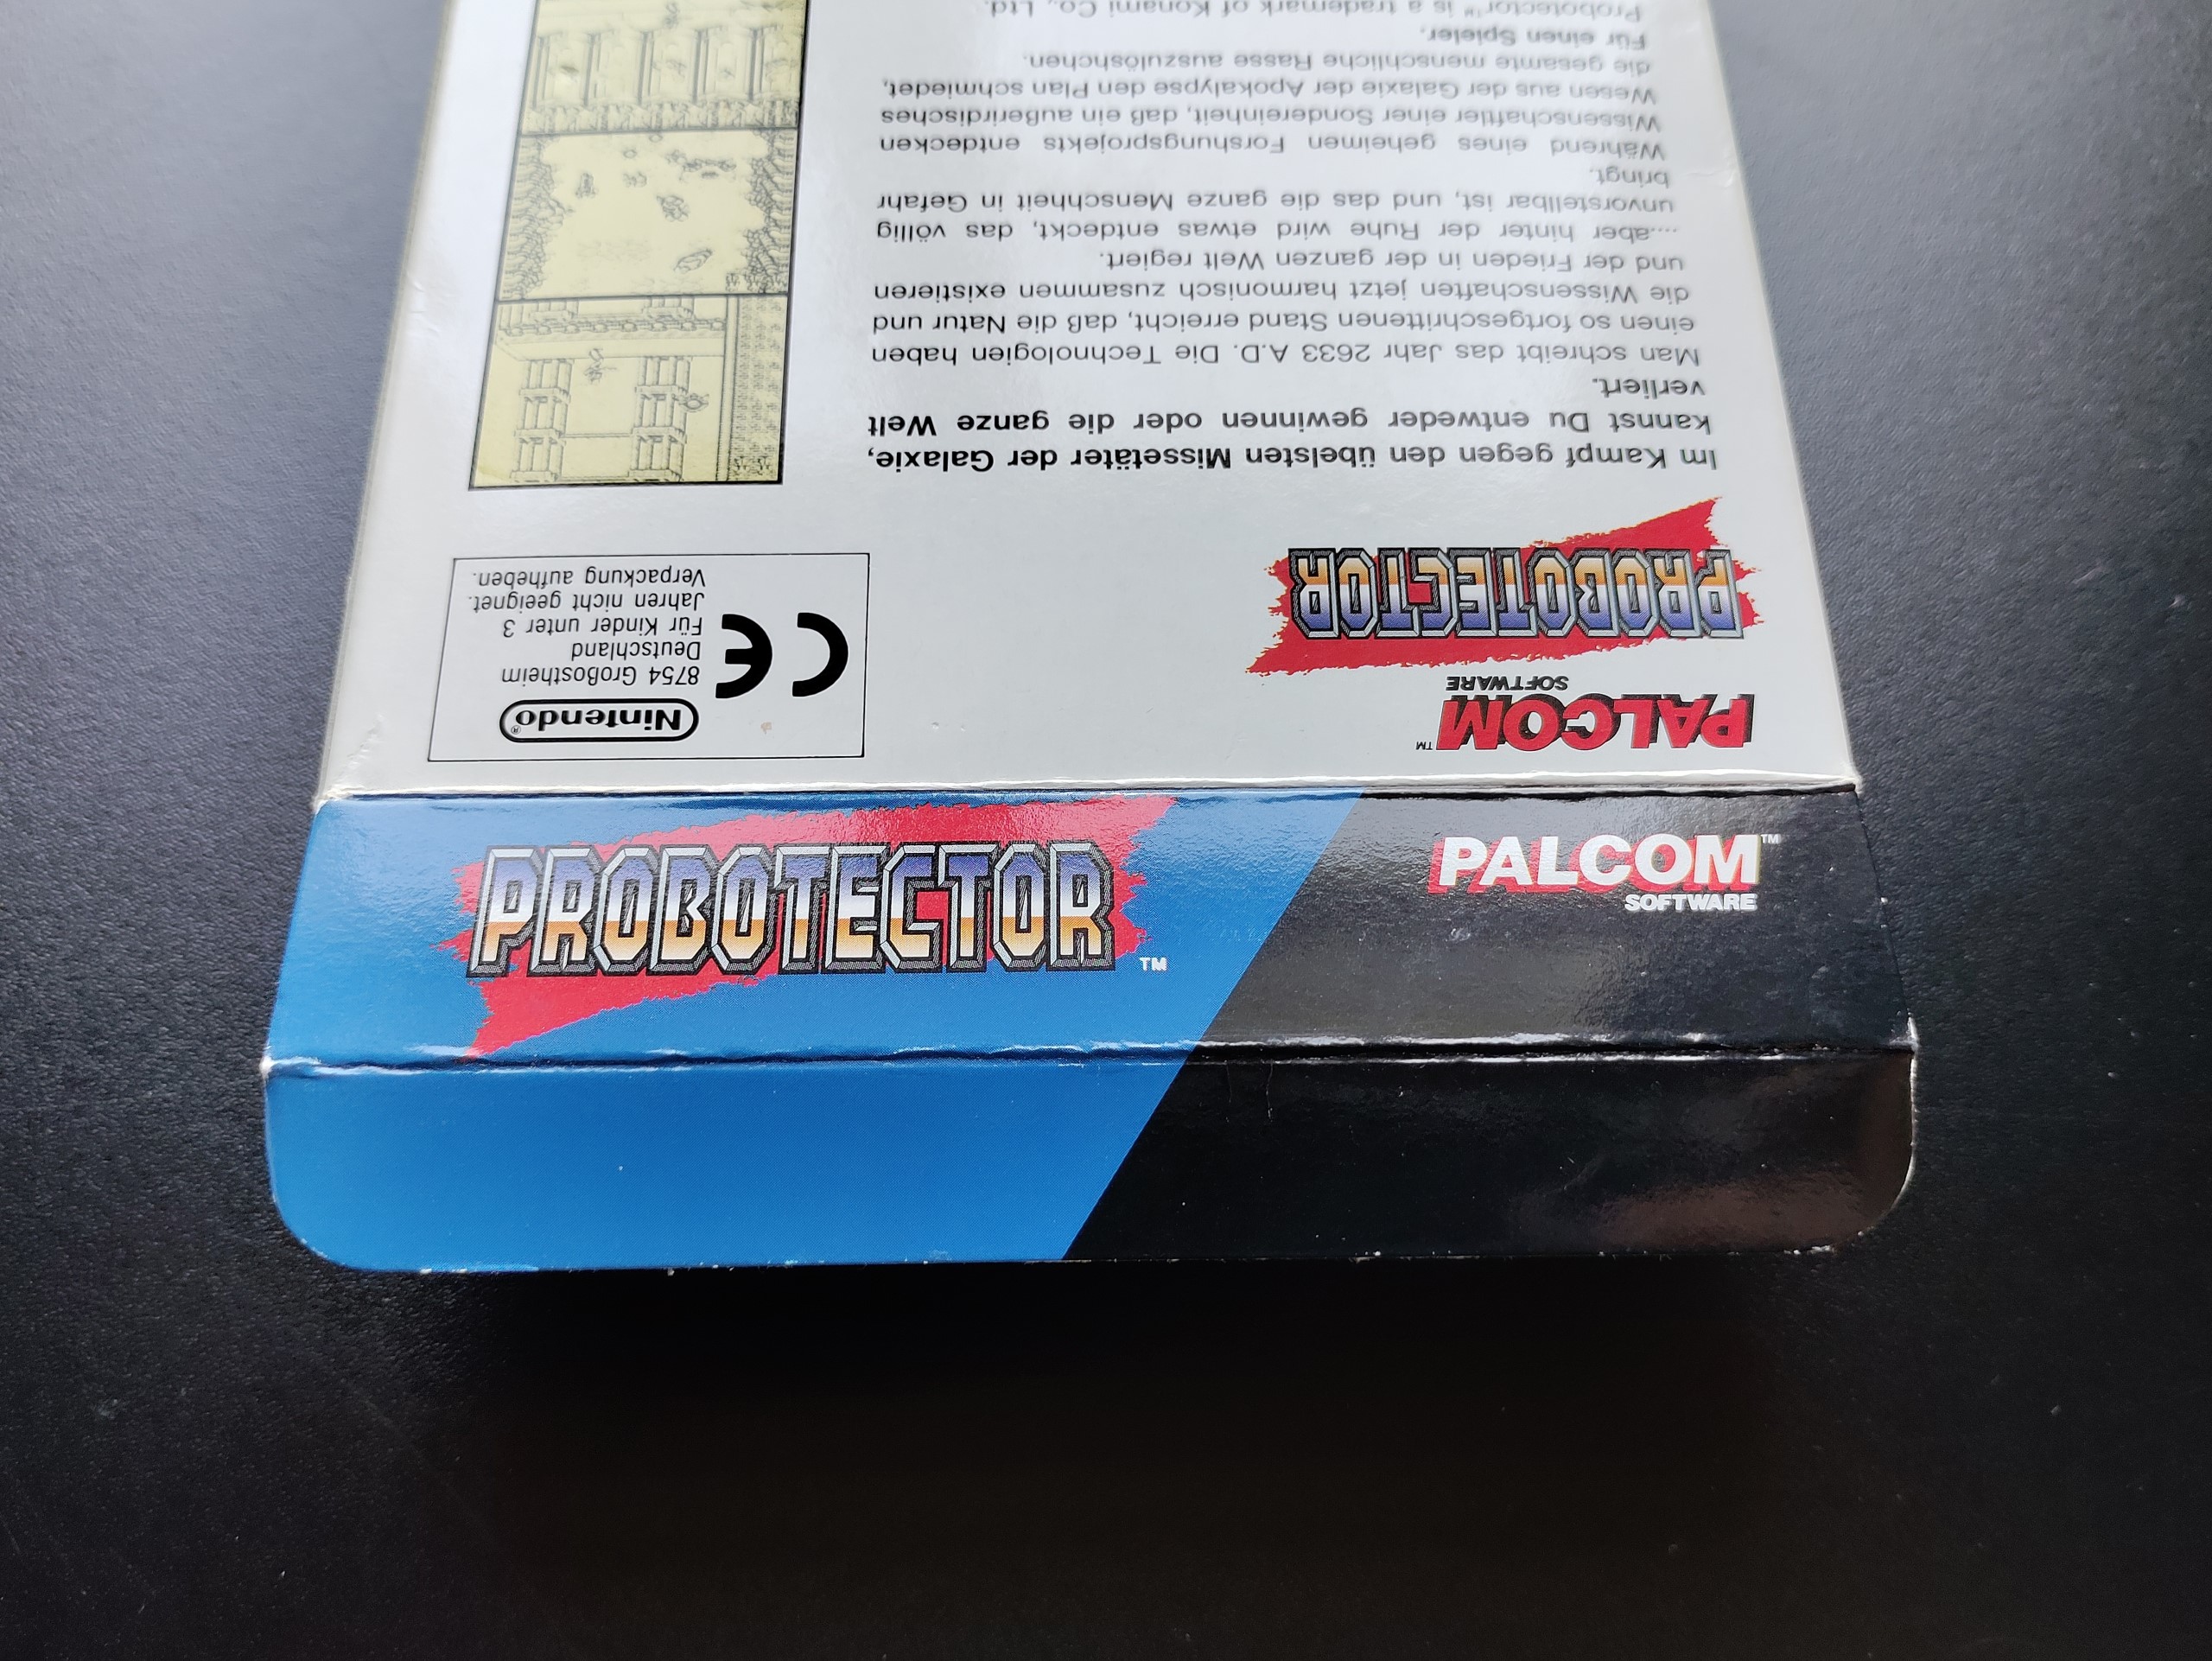 PROBOTECTOR™
PALCOM™
SOFTWARE
PALCOM™
SOFTWARE
PROBOTECTOR
Nintendo®
8754 Großostheim
Deutschland
Für Kinder unter 3
Jahren nicht geeignet.
Verpackung aufheben.
CE
Im Kampf gegen den übelsten Missetäter der Galaxie,
kannst Du entweder gewinnen oder die ganze Welt
verliert.
Man schreibt das Jahr 2633 A.D. Die Technologien haben
einen so fortgeschrittenen Stand erreicht, daß die Natur und
die Wissenschaften jetzt harmonisch zusammen existieren
und der Frieden in der ganzen Welt regiert.
....aber hinter der Ruhe wird etwas entdeckt, das völlig
unvorstellbar ist, und das die ganze Menschheit in Gefahr
bringt.
Während eines geheimen Forshungsprojekts entdecken
Wissenschaftler einer Sondereinheit, daß ein außerirdisches
Wesen aus der Galaxie der Apokalypse den Plan schmiedet,
die gesamte menschliche Rasse auszulöschen.
Für einen Spieler.
Probotector™ is a trademark of Konami Co., Ltd.